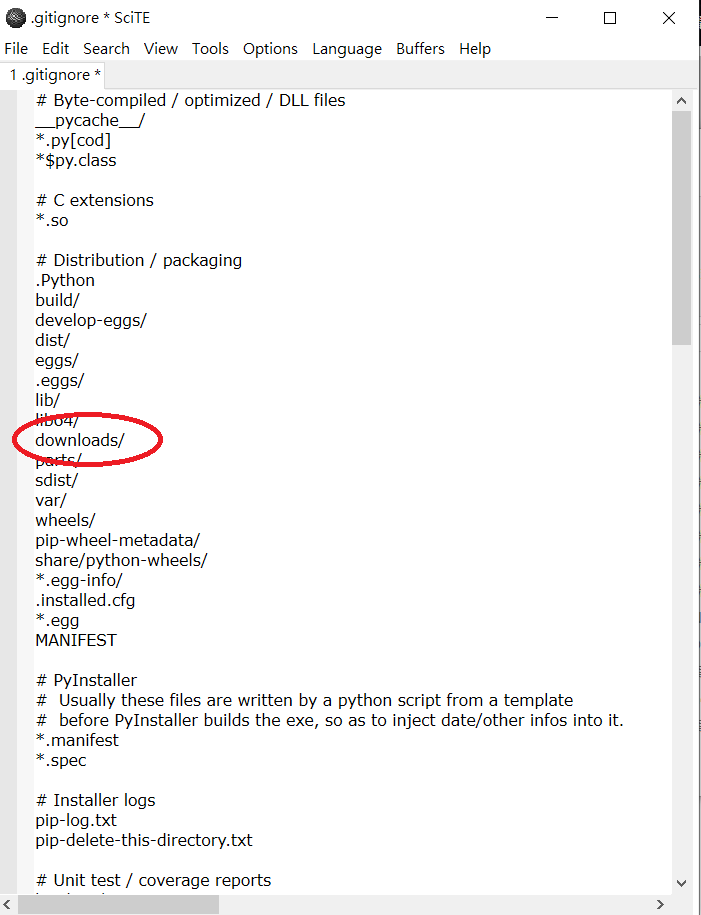 .gitignore * SciTE
File Edit Search View Tools Options Language Buffers Help
1 .gitignore *
# Byte-compiled / optimized / DLL files
__pycache__/
*.py[cod]
*$py.class
# C extensions
*.so
# Distribution / packaging
.Python
build/
develop-eggs/
dist/
eggs/
.eggs/
lib/
lib64/
downloads/
parts/
sdist/
var/
wheels/
pip-wheel-metadata/
share/python-wheels/
*.egg-info/
.installed.cfg
*.egg
MANIFEST
# PyInstaller
#  Usually these files are written by a python script from a template
#  before PyInstaller builds the exe, so as to inject date/other infos into it.
*.manifest
*.spec
# Installer logs
pip-log.txt
pip-delete-this-directory.txt
# Unit test / coverage reports